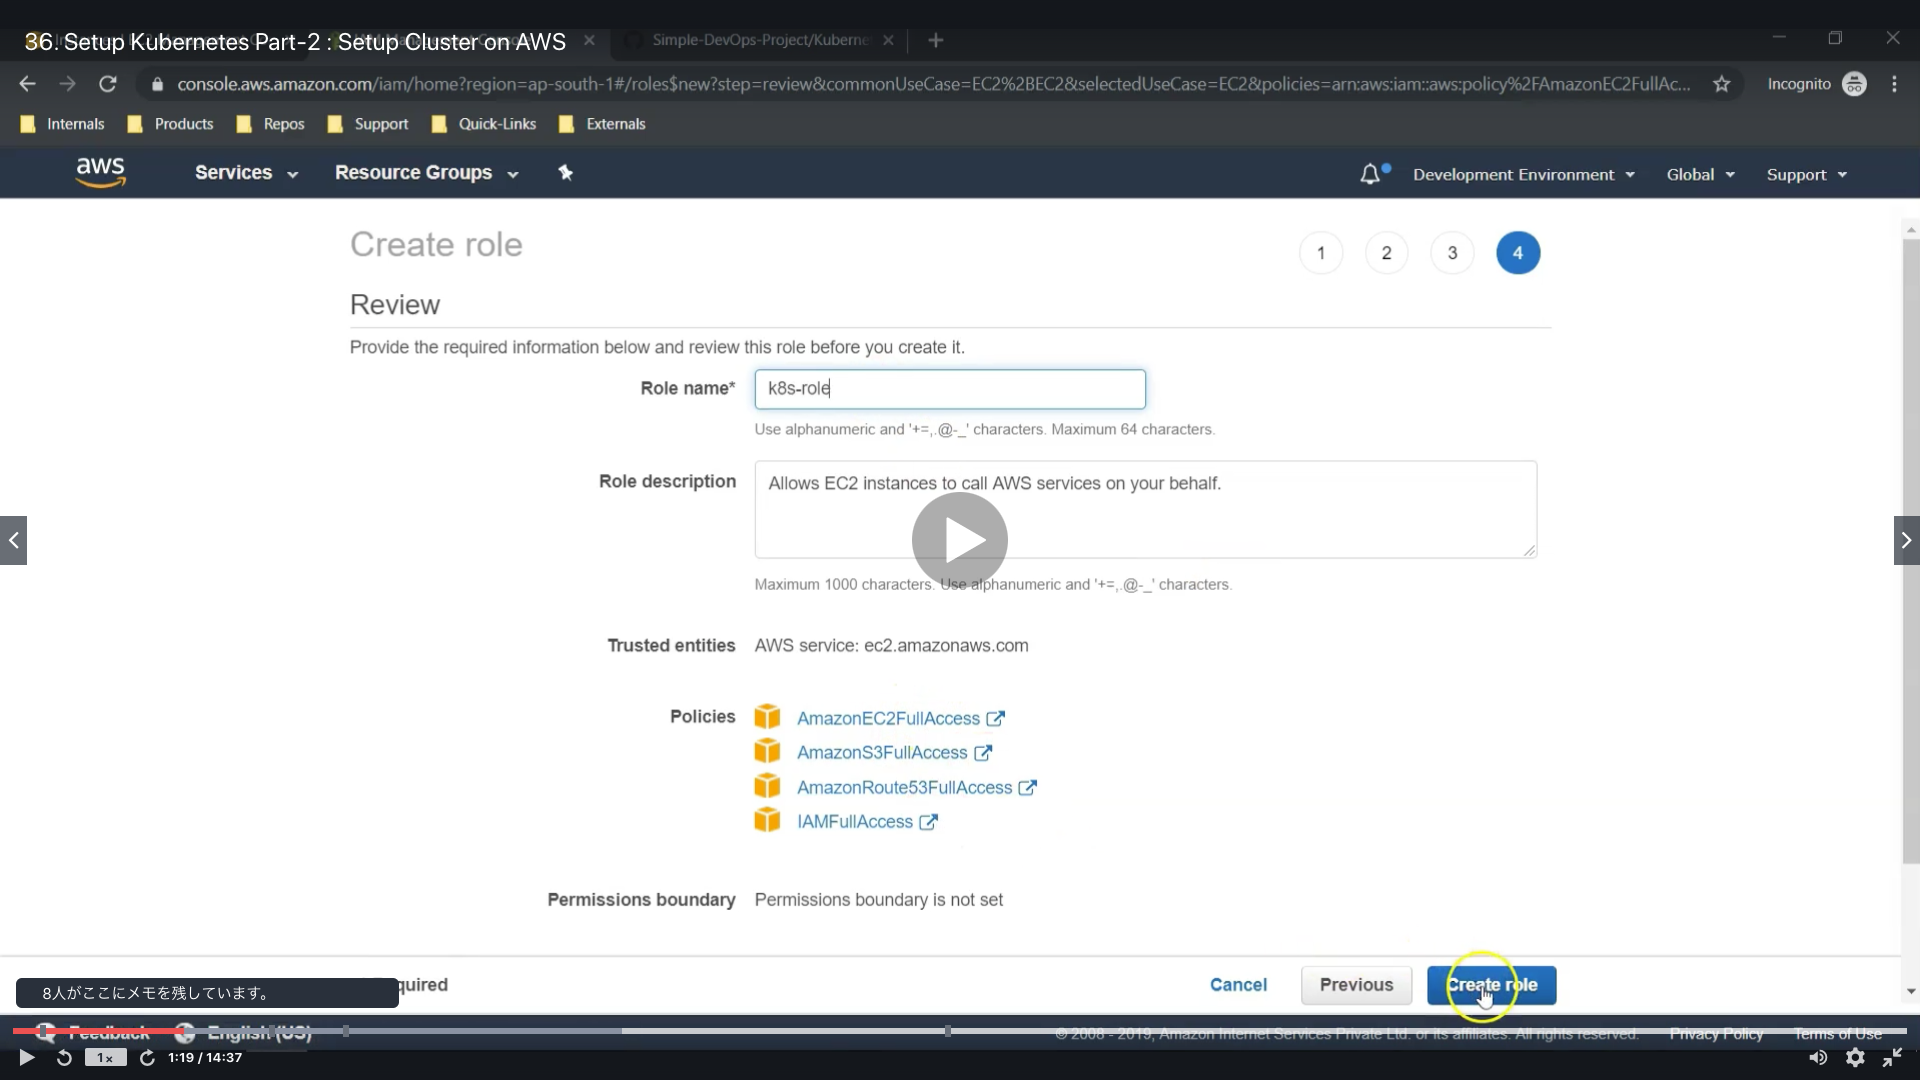 36. Setup Kubernetes Part-2 : Setup Cluster on AWS
Simple-DevOps-Project/Kuberne
console.aws.amazon.com/iam/home?region=ap-south-1#/roles$new?step=review&commonUseCase=EC2%2BEC2&selectedUseCase=EC2&policies=arn:aws:iam::aws:policy%2FAmazonEC2FullAc...
Incognito
Internals
Products
Repos
Support
Quick-Links
Externals
aws
Services
Resource Groups
Development Environment
Global
Support
Create role
1
2
3
4
Review
Provide the required information below and review this role before you create it.
Role name*
k8s-role
Use alphanumeric and '+=,.@-_' characters. Maximum 64 characters.
Role description
Allows EC2 instances to call AWS services on your behalf.
Maximum 1000 characters. Use alphanumeric and '+=,.@-_' characters.
Trusted entities
AWS service: ec2.amazonaws.com
Policies
AmazonEC2FullAccess
AmazonS3FullAccess
AmazonRoute53FullAccess
IAMFullAccess
Permissions boundary
Permissions boundary is not set
8人がここにメモを残しています。
quired
Cancel
Previous
Create role
Feedback
English (US)
© 2008 - 2019, Amazon Internet Services Private Ltd. or its affiliates. All rights reserved.
Privacy Policy
Terms of Use
1x
1:19 / 14:37